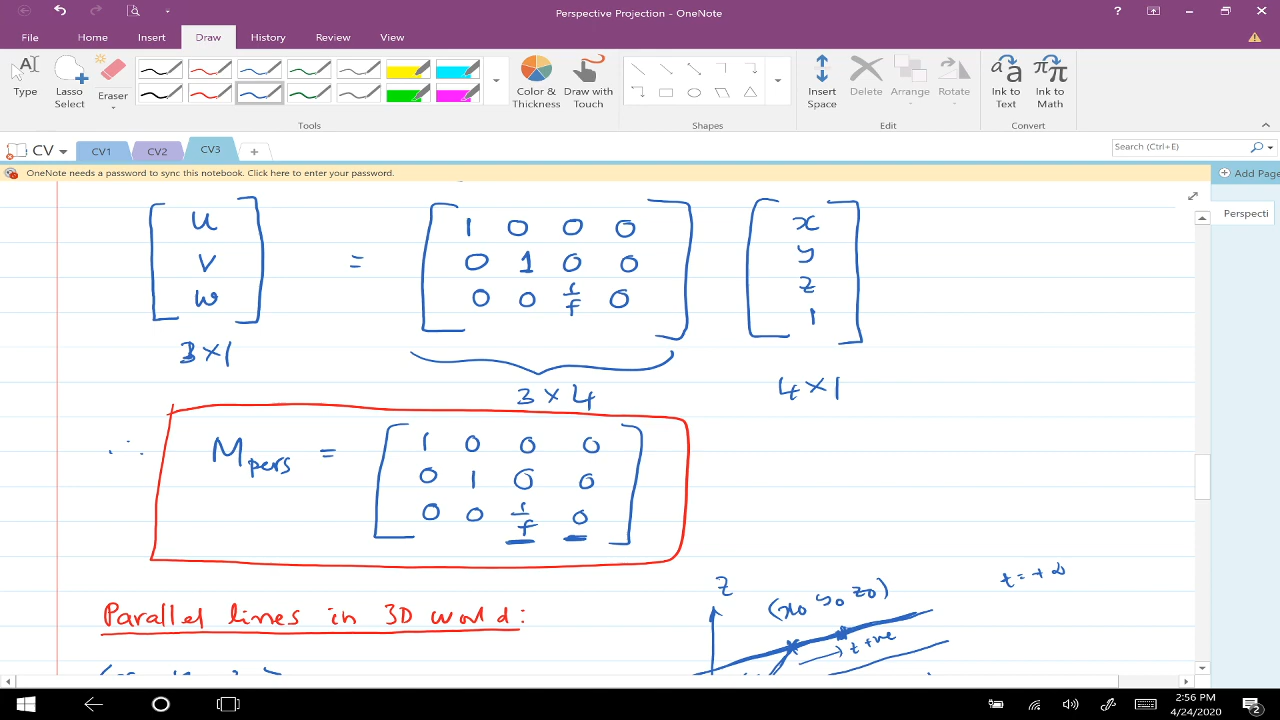 Perspective Projection - OneNote
File Home Insert Draw History Review View
Type
Lasso Select
Eraser
Color & Thickness
Draw with Touch
Insert Space
Delete
Arrange
Rotate
Ink to Text
Ink to Math
Tools Shapes Edit Convert
CV CV1 CV2 CV3
Search (Ctrl+E)
OneNote needs a password to sync this notebook. Click here to enter your password.
Add Page
Perspecti
[ u ] = [ 1 0 0 0 ] [ x ]
[ v ] [ 0 1 0 0 ] [ y ]
[ w ] [ 0 0 1/f 0 ] [ z ]
[ 1 ]
3×1 3×4 4×1
∴ Mpers = [ 1 0 0 0 ]
[ 0 1 0 0 ]
[ 0 0 1/f 0 ]
Parallel lines in 3D world:
Z
(x0 y0 z0)
t = +∞
t +ve
2:56 PM
4/24/2020
2